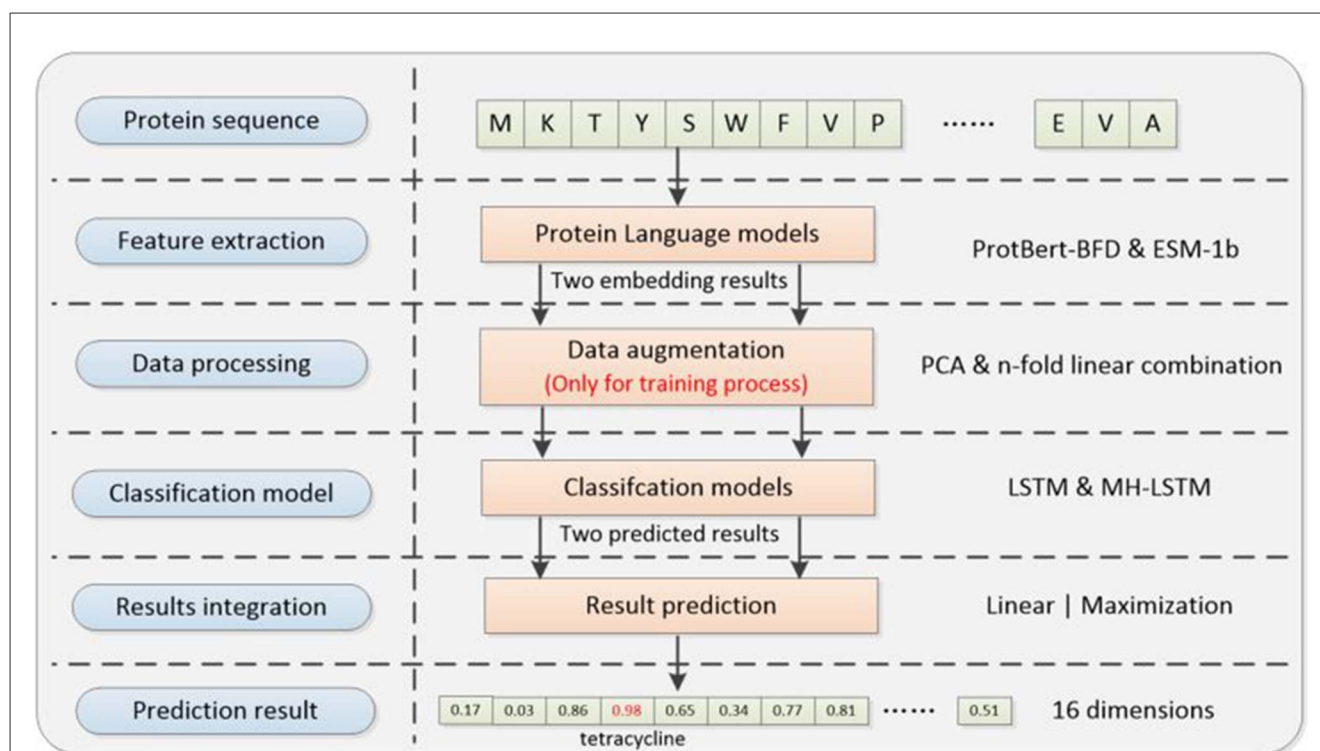 Protein sequence
M K T Y S W F V P ...... E V A
Feature extraction
Protein Language models
ProtBert-BFD & ESM-1b
Two embedding results
Data processing
Data augmentation
(Only for training process)
PCA & n-fold linear combination
Classification model
Classifcation models
LSTM & MH-LSTM
Two predicted results
Results integration
Result prediction
Linear | Maximization
Prediction result
0.17 0.03 0.86 0.98 0.65 0.34 0.77 0.81 ...... 0.51
16 dimensions
tetracycline